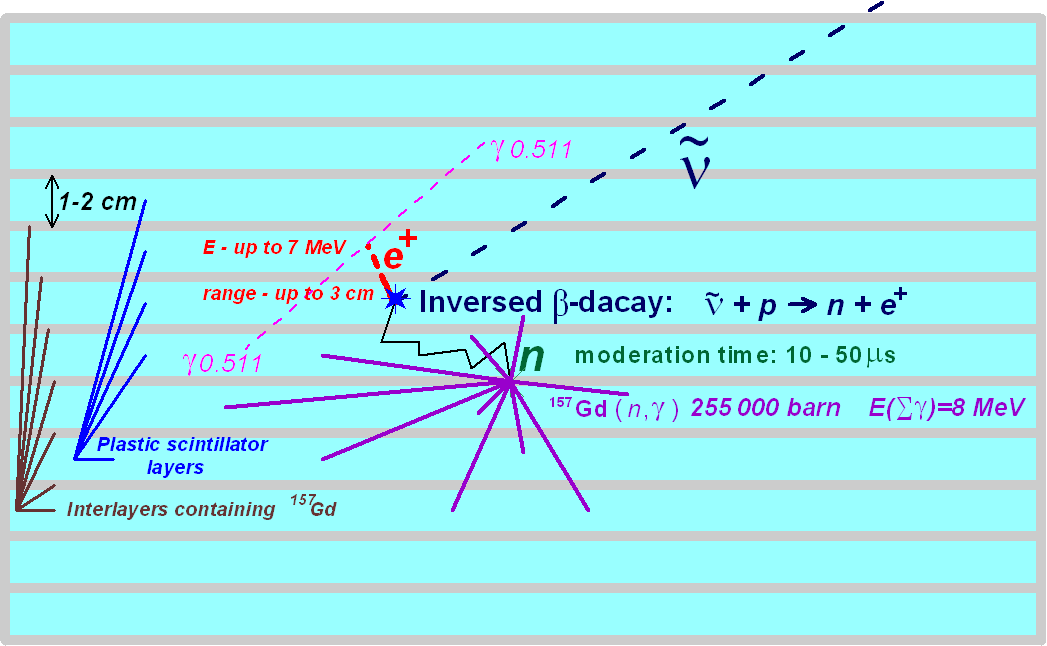 γ 0.511
ν̃
1-2 cm
E - up to 7 MeV
e⁺
range - up to 3 cm
Inversed β-dacay: ν̃ + p → n + e⁺
γ 0.511
n
moderation time: 10 - 50 μs
¹⁵⁷Gd (n,γ) 255 000 barn E(Σγ)=8 MeV
Plastic scintillator
layers
Interlayers containing ¹⁵⁷Gd